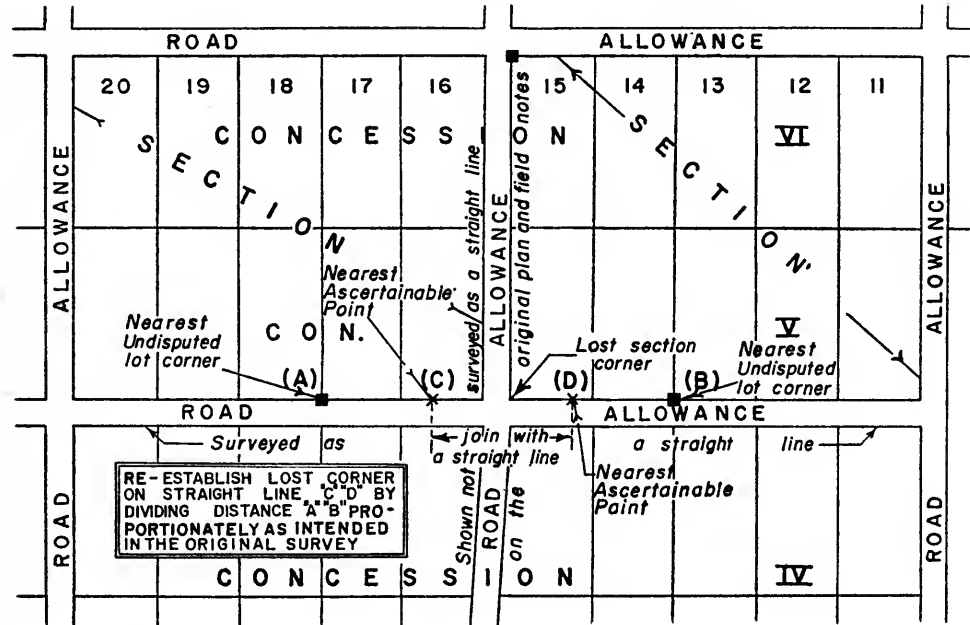 ROAD
ALLOWANCE
20 19 18 17 16 15 14 13 12 11
CONCESSION
VI
SECTION
SECTION.
ALLOWANCE
surveyed as a straight line
ALLOWANCE
original plan and field notes
ALLOWANCE
Nearest
Ascertainable
Point
CON.
V
Nearest
Undisputed
lot corner
(A)
(C)
Lost section
corner
(D)
(B)
Nearest
Undisputed
lot corner
ROAD
ALLOWANCE
Surveyed as
join with
a straight line
a straight line
Nearest
Ascertainable
Paint
RE-ESTABLISH LOST CORNER
ON STRAIGHT LINE "C" "D" BY
DIVIDING DISTANCE "A" "B" PRO-
PORTIONATELY AS INTENDED
IN THE ORIGINAL SURVEY
ROAD
Shown not
ROAD
on the
ROAD
CONCESSION
IV